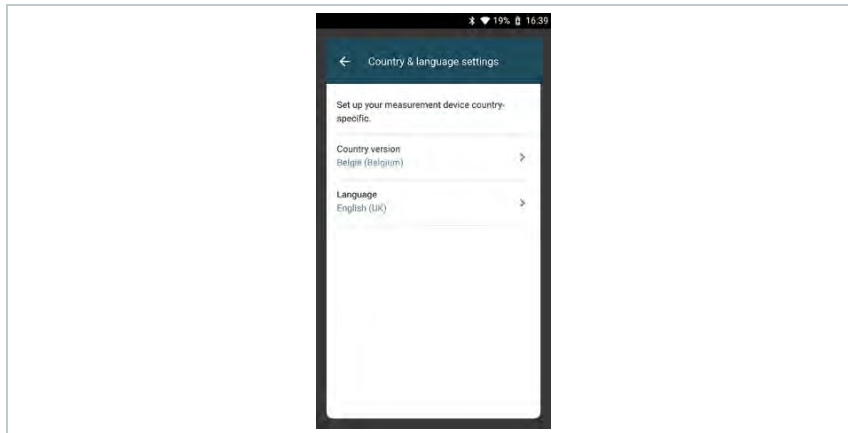 19% 16:39
Country & language settings
Set up your measurement device country-
specific.
Country version
België (Belgium)
Language
English (UK)